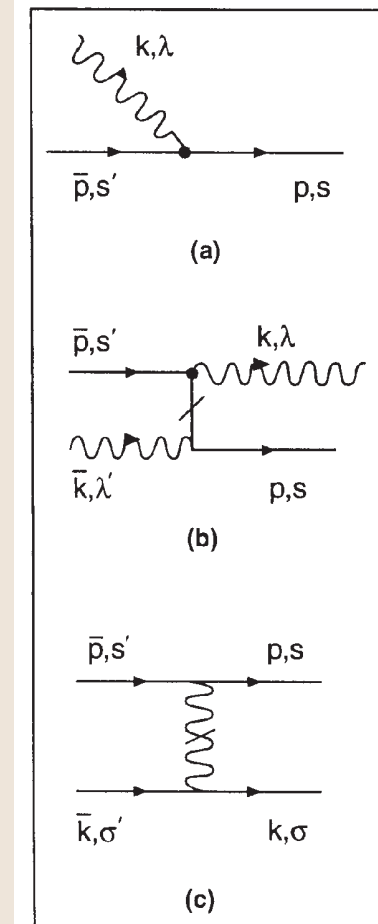 k,λ
p̄,s′ p,s
(a)
p̄,s′ k,λ
k̄,λ′ p,s
(b)
p̄,s′ p,s
k̄,σ′ k,σ
(c)